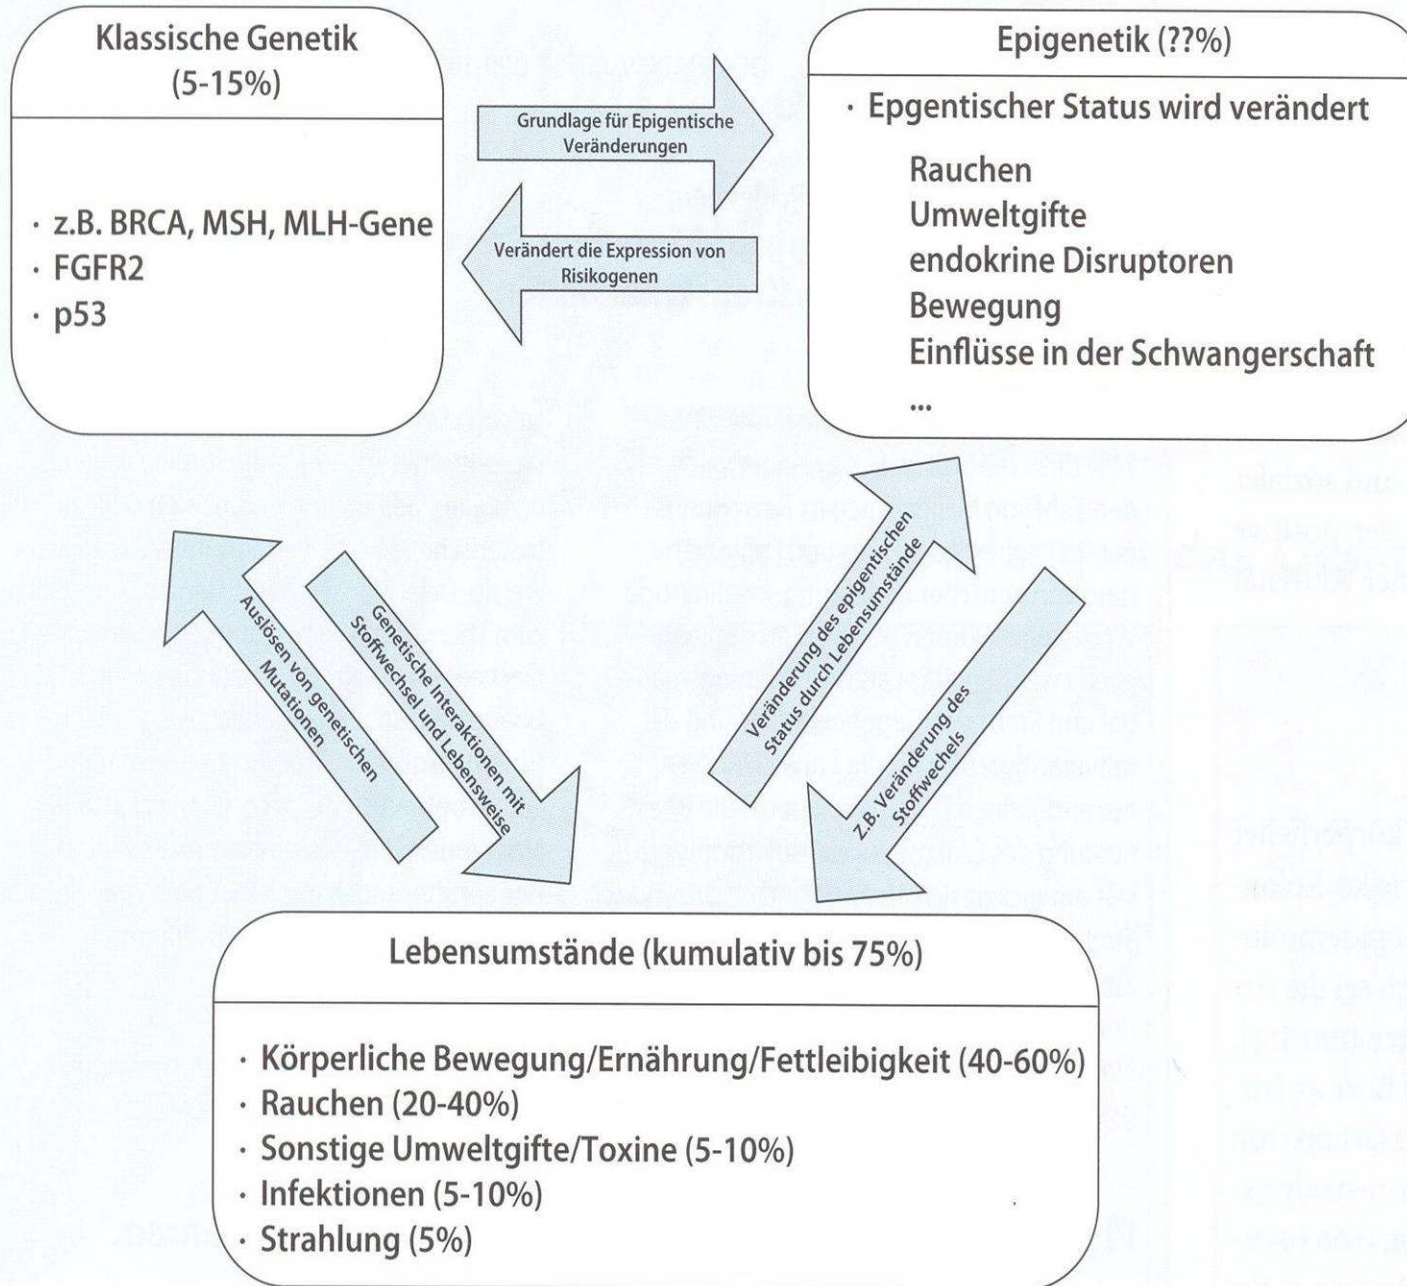 Klassische Genetik
(5-15%)
· z.B. BRCA, MSH, MLH-Gene
· FGFR2
· p53
Grundlage für Epigentische
Veränderungen
Verändert die Expression von
Risikogenen
Epigenetik (??%)
· Epgentischer Status wird verändert
Rauchen
Umweltgifte
endokrine Disruptoren
Bewegung
Einflüsse in der Schwangerschaft
...
Auslösen von genetischen
Mutationen
Genetische Interaktionen mit
Stoffwechsel und Lebensweise
Veränderung des epigentischen
Status durch Lebensumstände
Z.B. Veränderung des
Stoffwechels
Lebensumstände (kumulativ bis 75%)
· Körperliche Bewegung/Ernährung/Fettleibigkeit (40-60%)
· Rauchen (20-40%)
· Sonstige Umweltgifte/Toxine (5-10%)
· Infektionen (5-10%)
· Strahlung (5%)